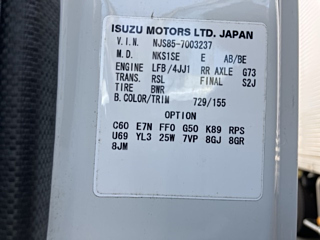 ISUZU MOTORS LTD. JAPAN
V. I. N. NJS85-7003237
M. D. NKS1SE E AB/BE
ENGINE LFB /4JJ1 RR AXLE G73
TRANS. RSL FINAL S2J
TIRE BWR
B. COLOR/TRIM 729/155
OPTION
C60 E7N FF0 G50 K89 RPS
U69 YL3 25W 7VP 8GJ 8GR
8JM